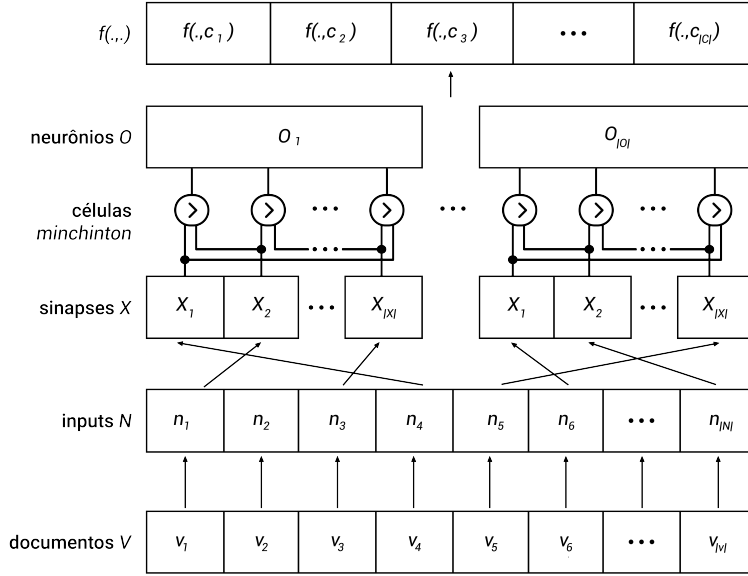 f(.,.) f(.,c₁) f(.,c₂) f(.,c₃) ••• f(.,c|C|)
neurônios O O₁ O|O|
células
minchinton
> > ••• > ••• > > ••• >
•••
•••
sinapses X X₁ X₂ ••• X|X| X₁ X₂ ••• X|X|
inputs N n₁ n₂ n₃ n₄ n₅ n₆ ••• n|N|
documentos V v₁ v₂ v₃ v₄ v₅ v₆ ••• v|v|